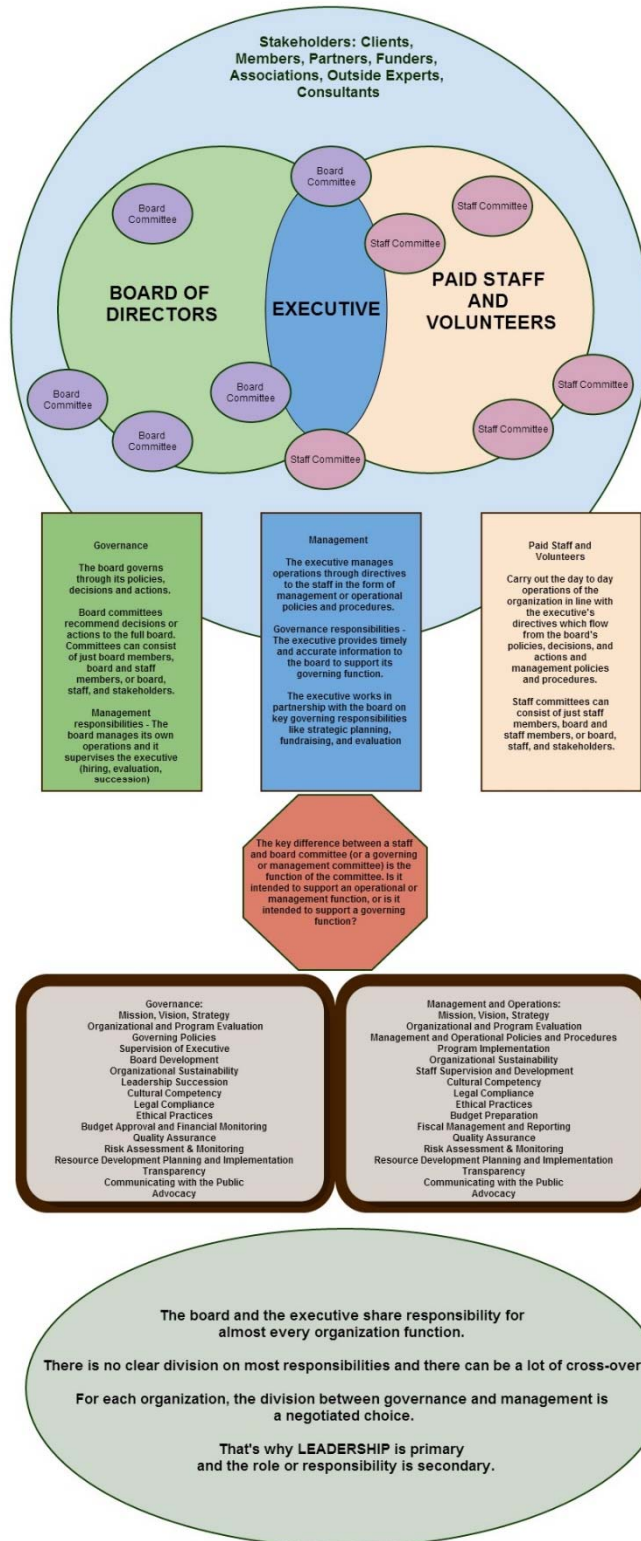 Stakeholders: Clients,
Members, Partners, Funders,
Associations, Outside Experts,
Consultants
Board
Committee
Board
Committee
Staff Committee
Staff Committee
BOARD OF
DIRECTORS
EXECUTIVE
PAID STAFF
AND
VOLUNTEERS
Board
Committee
Board
Committee
Board
Committee
Staff Committee
Staff Committee
Staff Committee
Governance
The board governs
through its policies,
decisions and actions.
Board committees
recommend decisions or
actions to the full board.
Committees can consist
of just board members,
board and staff
members, or board,
staff, and stakeholders.
Management
responsibilities - The
board manages its own
operations and it
supervises the executive
(hiring, evaluation,
succession)
Management
The executive manages
operations through directives
to the staff in the form of
management or operational
policies and procedures.
Governance responsibilities -
The executive provides timely
and accurate information to
the board to support its
governing function.
The executive works in
partnership with the board on
key governing responsibilities
like strategic planning,
fundraising, and evaluation
Paid Staff and
Volunteers
Carry out the day to day
operations of the
organization in line with
the executive's
directives which flow
from the board's
policies, decisions, and
actions and
management policies
and procedures.
Staff committees can
consist of just staff
members, board and
staff members, or board,
staff, and stakeholders.
The key difference between a staff
and board committee (or a governing
or management committee) is the
function of the committee. Is it
intended to support an operational or
management function, or is it
intended to support a governing
function?
Governance:
Mission, Vision, Strategy
Organizational and Program Evaluation
Governing Policies
Supervision of Executive
Board Development
Organizational Sustainability
Leadership Succession
Cultural Competency
Legal Compliance
Ethical Practices
Budget Approval and Financial Monitoring
Quality Assurance
Risk Assessment & Monitoring
Resource Development Planning and Implementation
Transparency
Communicating with the Public
Advocacy
Management and Operations:
Mission, Vision, Strategy
Organizational and Program Evaluation
Management and Operational Policies and Procedures
Program Implementation
Organizational Sustainability
Staff Supervision and Development
Cultural Competency
Legal Compliance
Ethical Practices
Budget Preparation
Fiscal Management and Reporting
Quality Assurance
Risk Assessment & Monitoring
Resource Development Planning and Implementation
Transparency
Communicating with the Public
Advocacy
The board and the executive share responsibility for
almost every organization function.
There is no clear division on most responsibilities and there can be a lot of cross-over
For each organization, the division between governance and management is
a negotiated choice.
That's why LEADERSHIP is primary
and the role or responsibility is secondary.